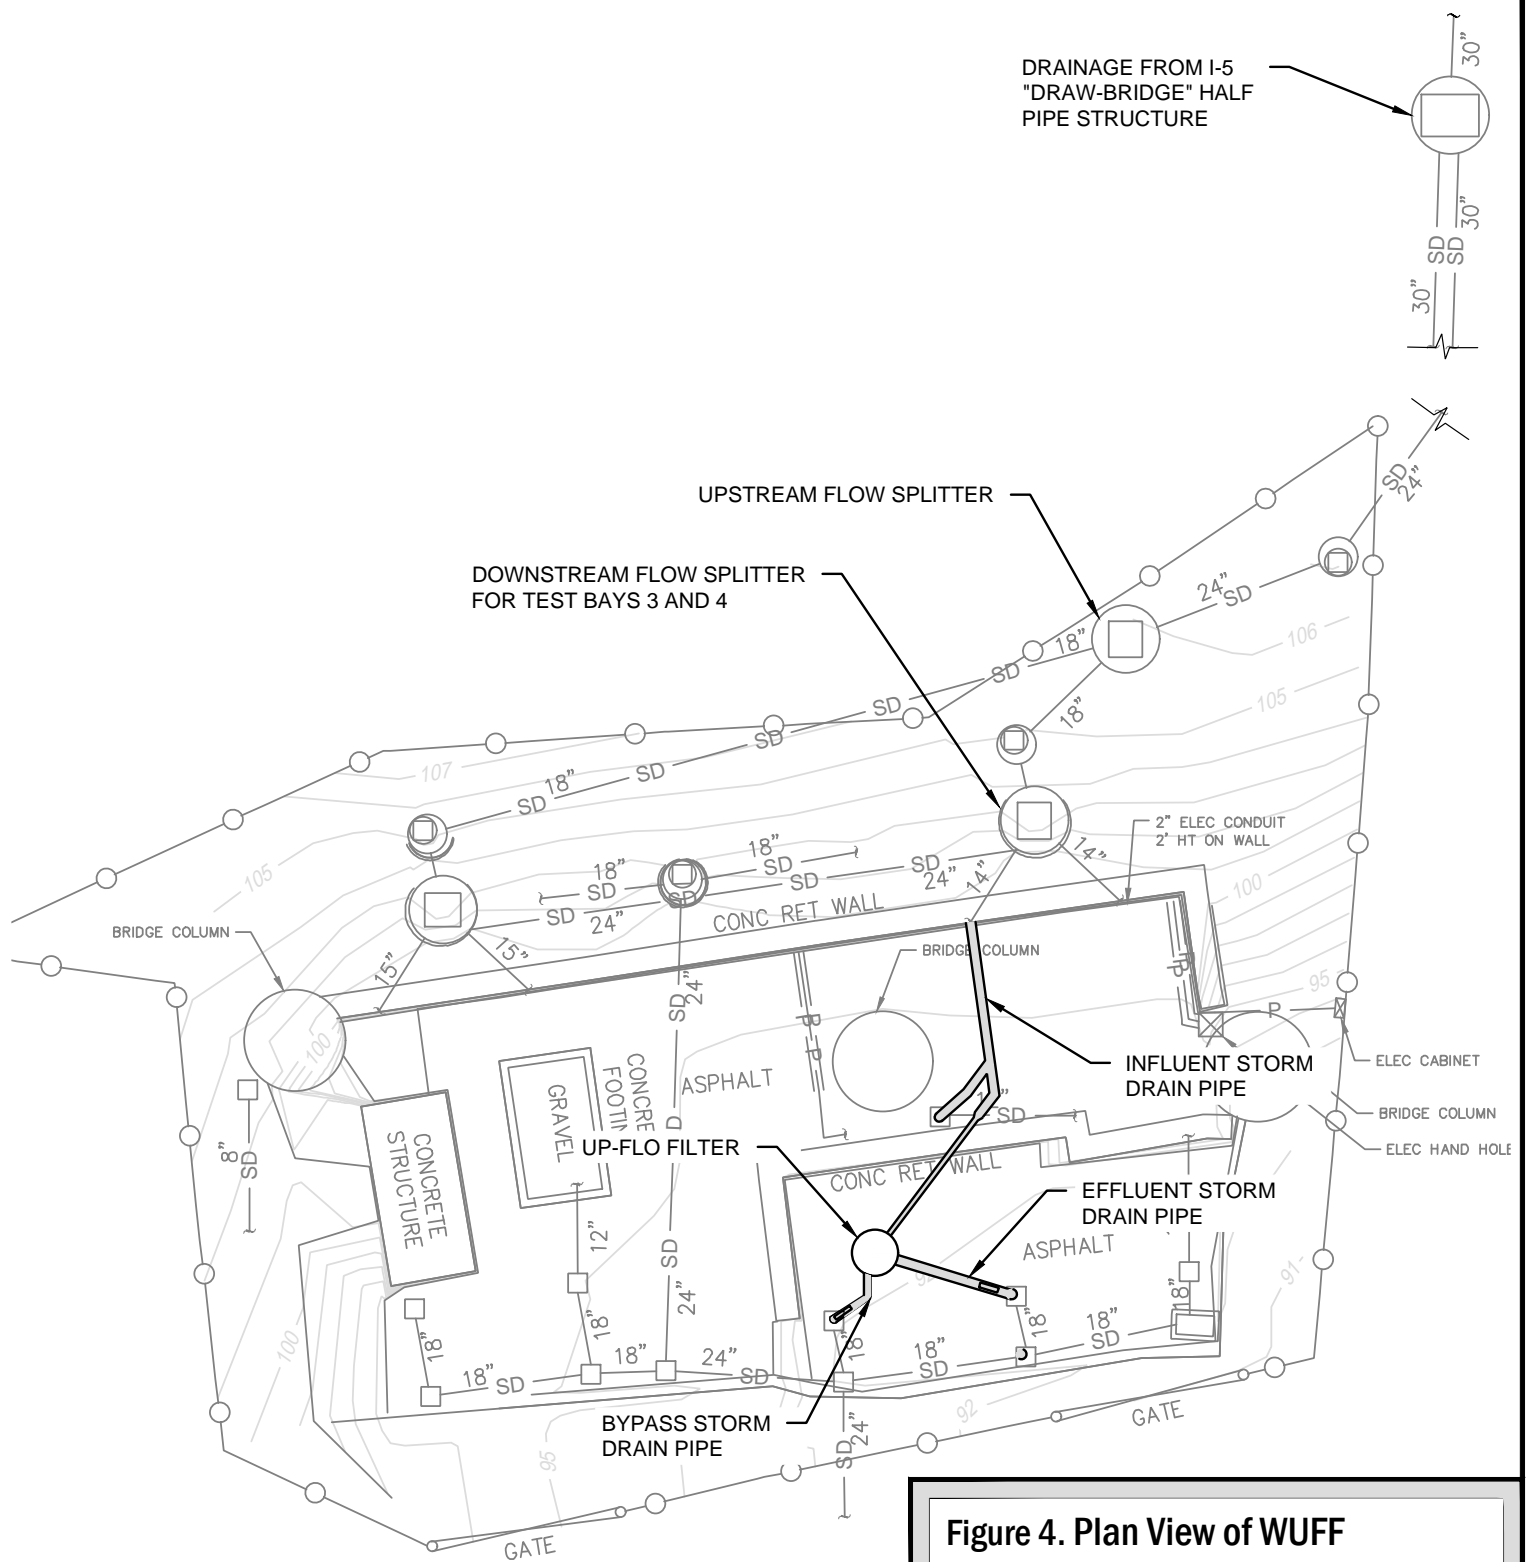 30"
DRAINAGE FROM I-5
"DRAW-BRIDGE" HALF
PIPE STRUCTURE
30"
SD
SD
30"
SD
24"
UPSTREAM FLOW SPLITTER
DOWNSTREAM FLOW SPLITTER
FOR TEST BAYS 3 AND 4
24"
SD
106
18"
SD
105
18"
SD
SD
107
SD
18"
SD
2" ELEC CONDUIT
2' HT ON WALL
14"
18"
SD
SD
24"
14"
18"
SD
SD
SD
105
100
CONC RET WALL
SD
24"
BRIDGE COLUMN
BRIDGE COLUMN
15"
15"
24"
SD
P
P
95
P
100
P
P
INFLUENT STORM
DRAIN PIPE
ELEC CABINET
CONCRE
FOOTIN
ASPHALT
GRAVEL
SD
BRIDGE COLUMN
8"
SD
D
UP-FLO FILTER
ELEC HAND HOLE
CONCRETE
STRUCTURE
CONC RET WALL
EFFLUENT STORM
DRAIN PIPE
12"
SD
ASPHALT
91
24"
18"
18"
18"
18"
18"
100
18"
SD
18"
24"
SD
18"
SD
18"
SD
BYPASS STORM
DRAIN PIPE
24"
SD
92
GATE
95
GATE
Figure 4. Plan View of WUFF